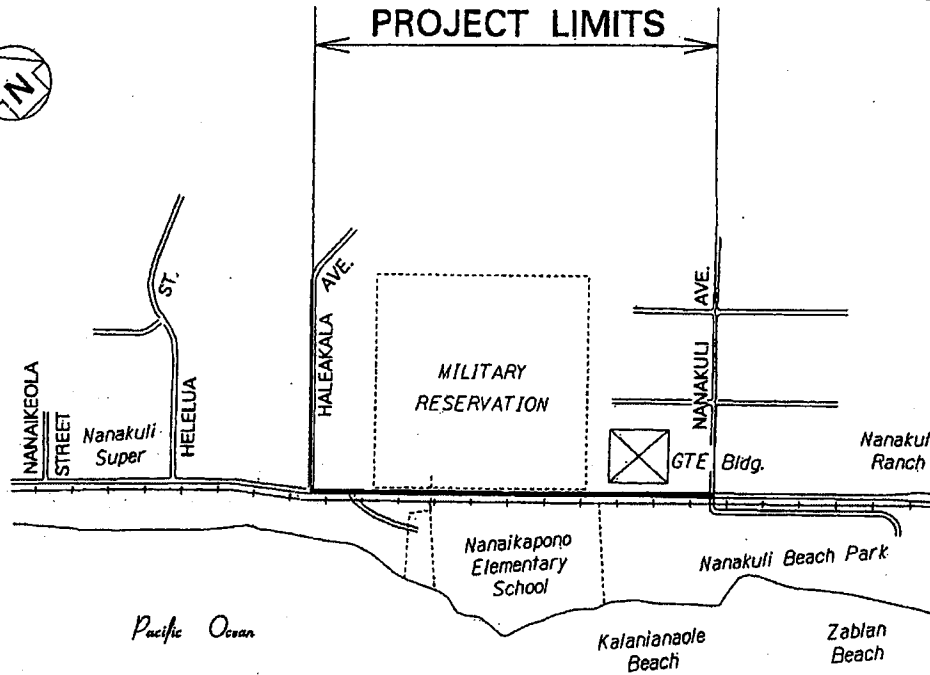 PROJECT LIMITS
N
ST.
AVE.
AVE.
HALEAKALA
MILITARY
RESERVATION
NANAKULI
NANAIKEOLA
STREET
Nanakuli
Super
HELELUA
GTE Bldg.
Nanakul
Ranch
Nanaikapono
Elementary
School
Nanakuli Beach Park
Pacific Ocean
Kalanianaole
Beach
Zablan
Beach